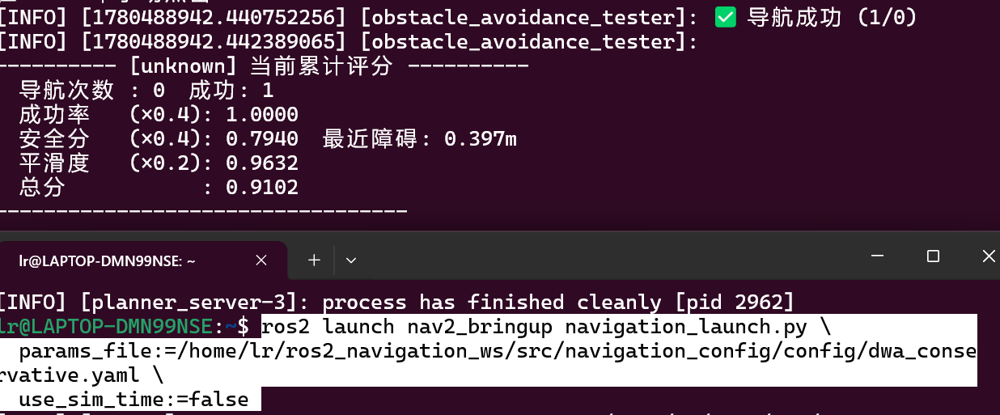 [INFO] [1780488942.440752256] [obstacle_avoidance_tester]: ✅ 导航成功 (1/0)
[INFO] [1780488942.442389065] [obstacle_avoidance_tester]:
---------- [unknown] 当前累计评分 ----------
导航次数 : 0 成功: 1
成功率 (×0.4): 1.0000
安全分 (×0.4): 0.7940 最近障碍: 0.397m
平滑度 (×0.2): 0.9632
总分 : 0.9102
----------------------------------
lr@LAPTOP-DMN99NSE: ~
[INFO] [planner_server-3]: process has finished cleanly [pid 2962]
lr@LAPTOP-DMN99NSE:~$ ros2 launch nav2_bringup navigation_launch.py \
params_file:=/home/lr/ros2_navigation_ws/src/navigation_config/config/dwa_conse
rvative.yaml \
use_sim_time:=false